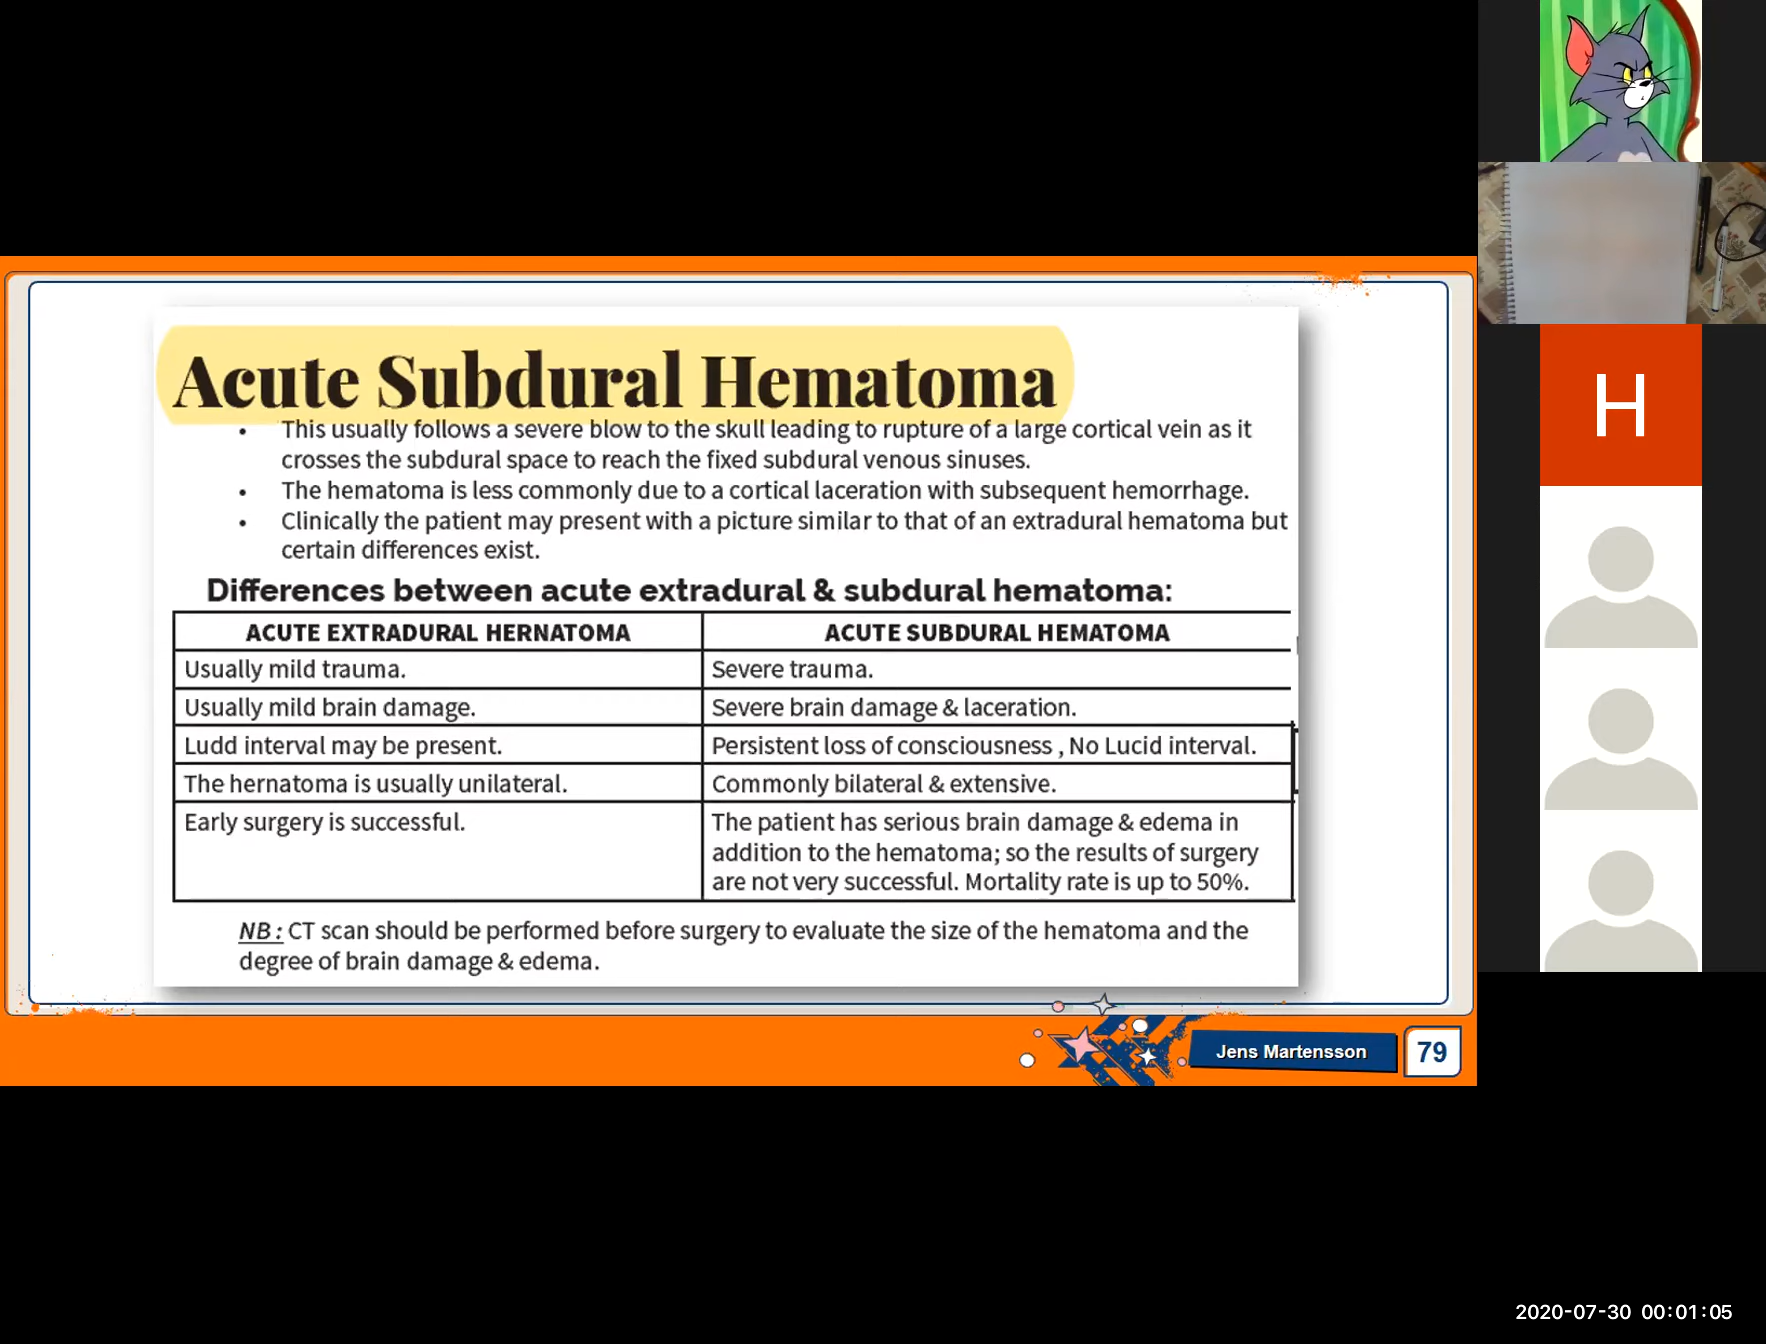 H
Acute Subdural Hematoma
• This usually follows a severe blow to the skull leading to rupture of a large cortical vein as it
crosses the subdural space to reach the fixed subdural venous sinuses.
• The hematoma is less commonly due to a cortical laceration with subsequent hemorrhage.
• Clinically the patient may present with a picture similar to that of an extradural hematoma but
certain differences exist.
Differences between acute extradural & subdural hematoma:
ACUTE EXTRADURAL HERNATOMA ACUTE SUBDURAL HEMATOMA
Usually mild trauma. Severe trauma.
Usually mild brain damage. Severe brain damage & laceration.
Ludd interval may be present. Persistent loss of consciousness , No Lucid interval.
The hernatoma is usually unilateral. Commonly bilateral & extensive.
Early surgery is successful. The patient has serious brain damage & edema in
addition to the hematoma; so the results of surgery
are not very successful. Mortality rate is up to 50%.
NB : CT scan should be performed before surgery to evaluate the size of the hematoma and the
degree of brain damage & edema.
Jens Martensson 79
2020-07-30 00:01:05